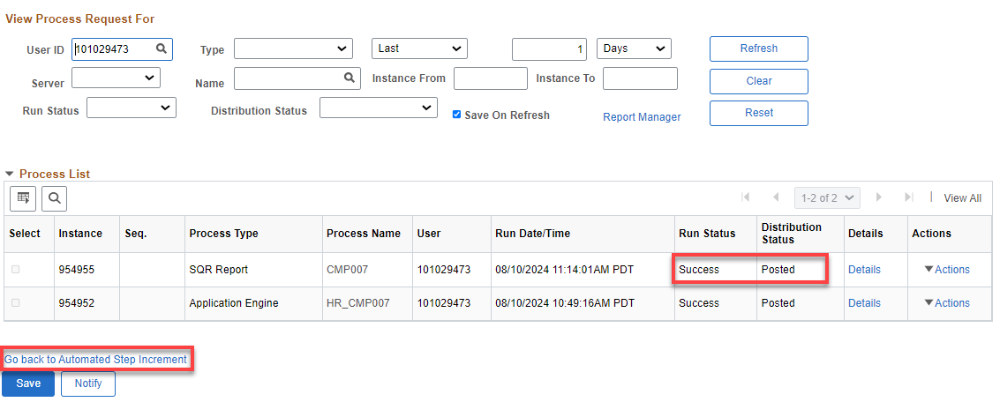 View Process Request For
User ID 101029473 Type Last 1 Days Refresh
Server Name Instance From Instance To Clear
Run Status Distribution Status Save On Refresh Report Manager Reset
Process List
1-2 of 2 View All
Select Instance Seq. Process Type Process Name User Run Date/Time Run Status Distribution Status Details Actions
954955 SQR Report CMP007 101029473 08/10/2024 11:14:01AM PDT Success Posted Details Actions
954952 Application Engine HR_CMP007 101029473 08/10/2024 10:49:16AM PDT Success Posted Details Actions
Go back to Automated Step Increment
Save Notify